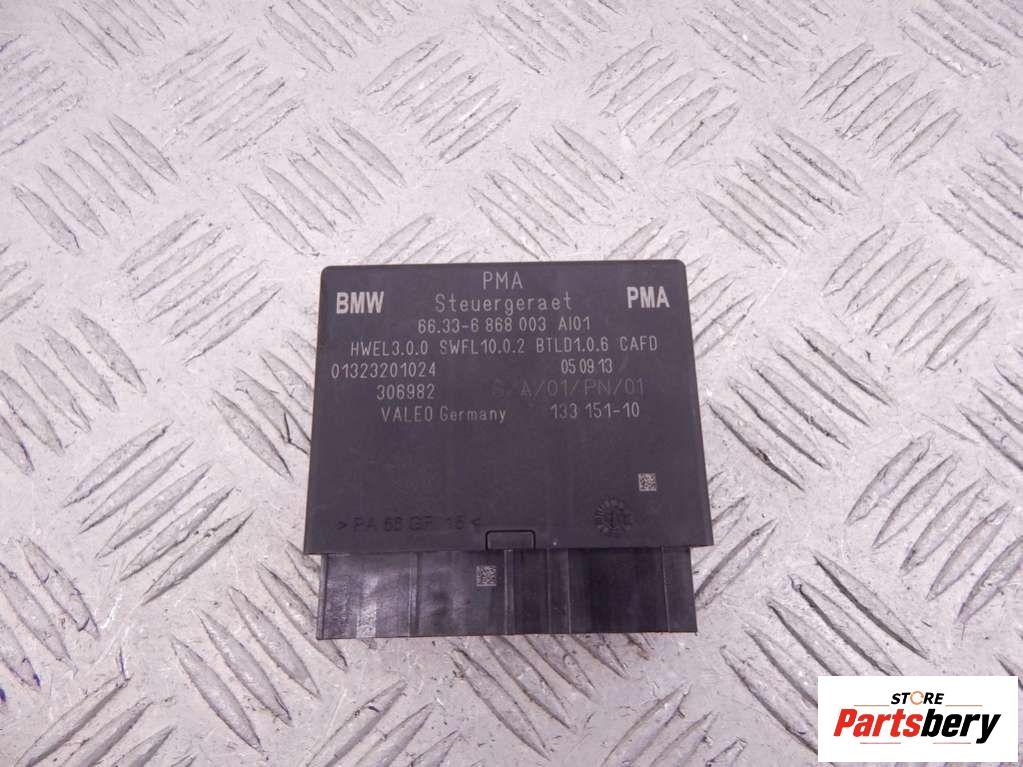 PMA
BMW
Steuergeraet
PMA
66.33-6 868 003 AI01
HWEL3.0.0 SWFL10.0.2 BTLD1.0.6 CAFD
01323201024 05 09 13
306982 S/A/01/PN/01
VALEO Germany 133 151-10
> PA 66 GF 15 <
STORE
Partsbery